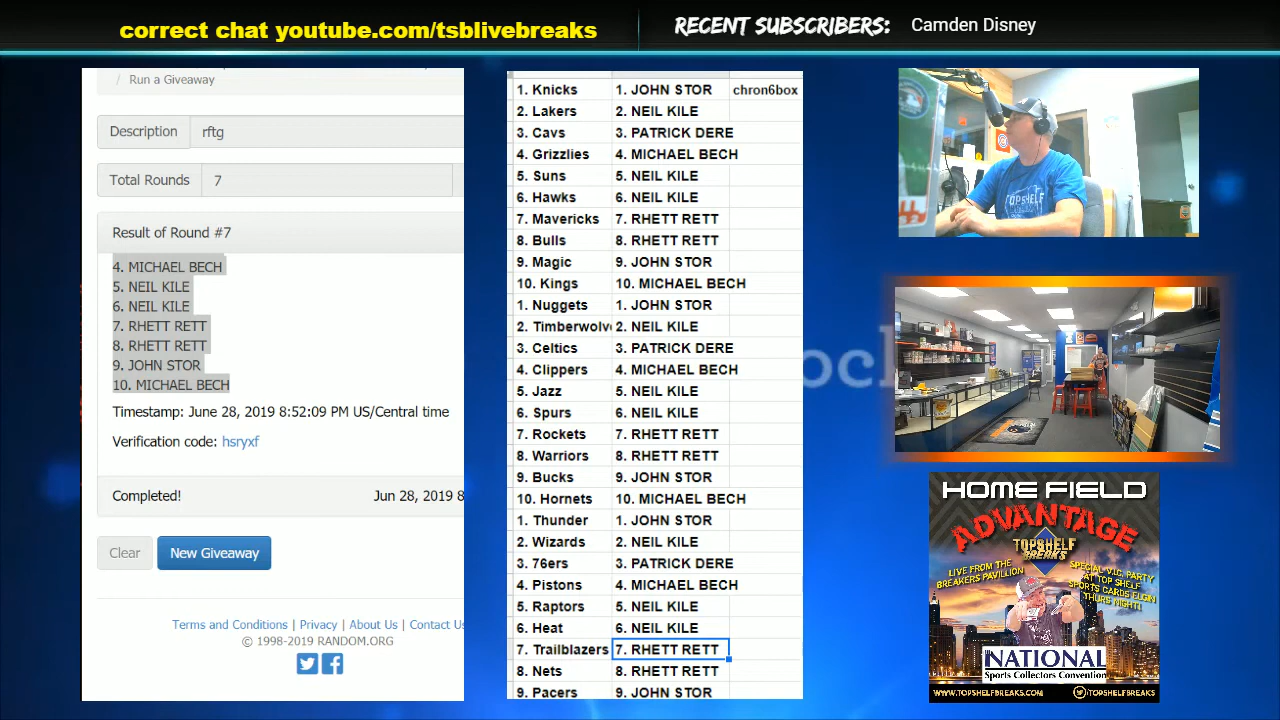 correct chat youtube.com/tsblivebreaks
RECENT SUBSCRIBERS: Camden Disney
/ Run a Giveaway
Description rftg
Total Rounds 7
Result of Round #7
4. MICHAEL BECH
5. NEIL KILE
6. NEIL KILE
7. RHETT RETT
8. RHETT RETT
9. JOHN STOR
10. MICHAEL BECH
Timestamp: June 28, 2019 8:52:09 PM US/Central time
Verification code: hsryxf
Completed! Jun 28, 2019 8
Clear New Giveaway
Terms and Conditions | Privacy | About Us | Contact Us
© 1998-2019 RANDOM.ORG
1. Knicks 1. JOHN STOR chron6box
2. Lakers 2. NEIL KILE
3. Cavs 3. PATRICK DERE
4. Grizzlies 4. MICHAEL BECH
5. Suns 5. NEIL KILE
6. Hawks 6. NEIL KILE
7. Mavericks 7. RHETT RETT
8. Bulls 8. RHETT RETT
9. Magic 9. JOHN STOR
10. Kings 10. MICHAEL BECH
1. Nuggets 1. JOHN STOR
2. Timberwolv 2. NEIL KILE
3. Celtics 3. PATRICK DERE
4. Clippers 4. MICHAEL BECH
5. Jazz 5. NEIL KILE
6. Spurs 6. NEIL KILE
7. Rockets 7. RHETT RETT
8. Warriors 8. RHETT RETT
9. Bucks 9. JOHN STOR
10. Hornets 10. MICHAEL BECH
1. Thunder 1. JOHN STOR
2. Wizards 2. NEIL KILE
3. 76ers 3. PATRICK DERE
4. Pistons 4. MICHAEL BECH
5. Raptors 5. NEIL KILE
6. Heat 6. NEIL KILE
7. Trailblazers 7. RHETT RETT
8. Nets 8. RHETT RETT
9. Pacers 9. JOHN STOR
TOPSHELF
HOME FIELD
ADVANTAGE
TOPSHELF
BREAKS
LIVE FROM THE
BREAKERS PAVILLION
SPECIAL V.I.C. PARTY
AT TOP SHELF
SPORTS CARDS ELGIN
THURS NIGHT!
NATIONAL
Sports Collectors Convention
WWW.TOPSHELFBREAKS.COM
@TOPSHELFBREAKS